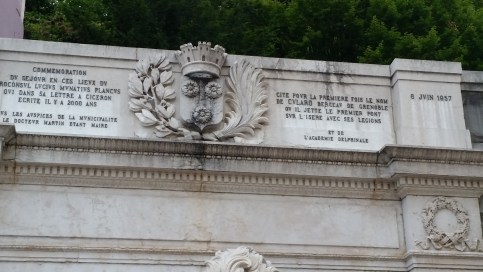 COMMEMORATION
DU SEJOUR EN CES LIEUX DU
PROCONSUL LUCIUS MUNATIUS PLANCUS
QUI DANS SA LETTRE A CICERON
ECRITE IL Y A 2000 ANS
SOUS LES AUSPICES DE LA MUNICIPALITE
LE DOCTEUR MARTIN ETANT MAIRE
CITE POUR LA PREMIERE FOIS LE NOM
DE CULARO BERCEAU DE GRENOBLE
OU IL JETTE LE PREMIER PONT
SUR L'ISERE AVEC SES LEGIONS
ET DE
L'ACADEMIE DELPHINALE
6 JUIN 1957